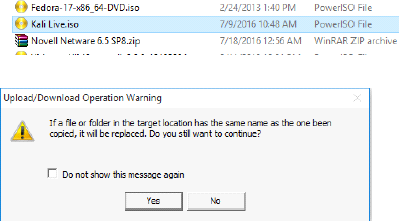 Fedora-17-x86_64-DVD.iso 2/24/2013 1:40 PM PowerISO File
Kali Live.iso 7/9/2016 10:48 AM PowerISO File
Novell Netware 6.5 SP8.zip 7/18/2016 12:56 AM WinRAR ZIP archive
Upload/Download Operation Warning
If a file or folder in the target location has the same name as the one been
copied, it will be replaced. Do you still want to continue?
Do not show this message again
Yes No